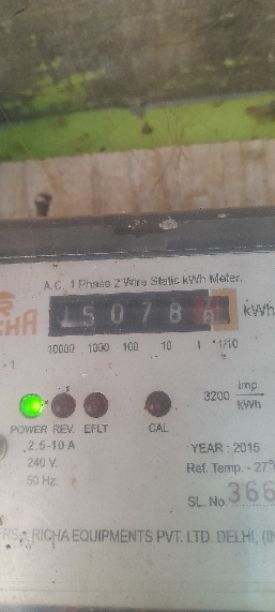 A.C. 1 Phase 2 Wire Static kWh Meter.
15078 kWh
10000 1000 100 10 1 1/10
3200 imp/kWh
POWER REV. EFLT CAL
2.5-10 A
240 V.
50 Hz.
YEAR : 2015
Ref. Temp. - 27°
SL. No. 366
RICHA EQUIPMENTS PVT. LTD. DELHI, (IN